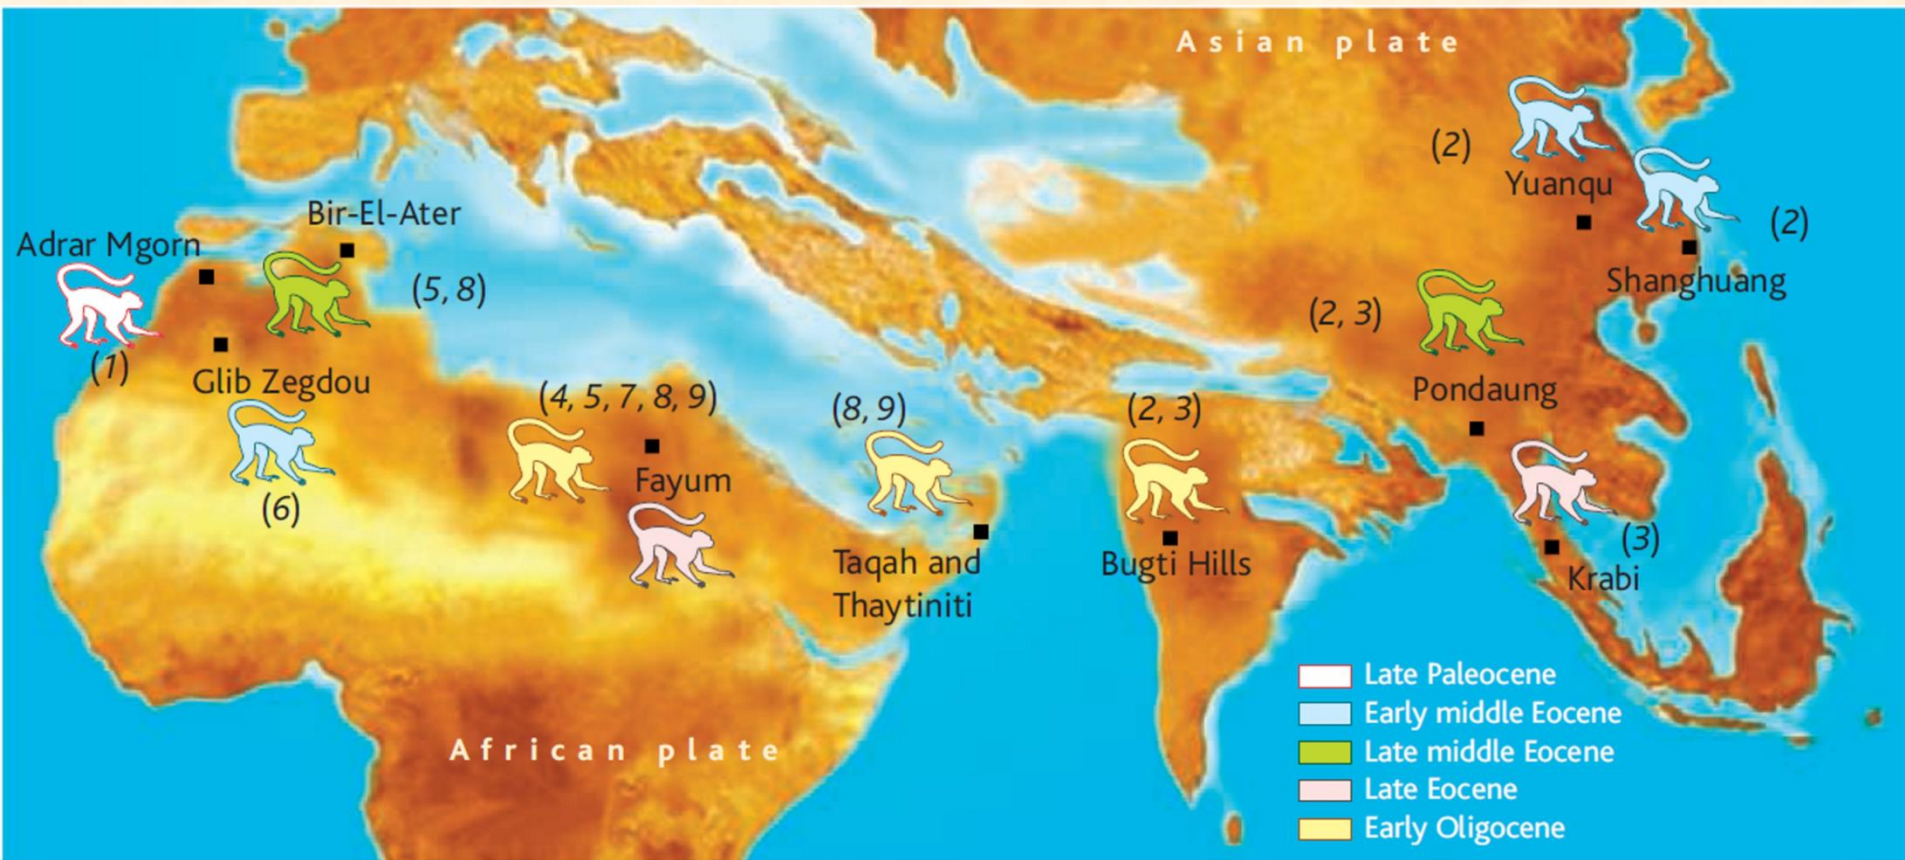 Asian plate
(2)
Yuanqu
(2)
Shanghuang
Bir-El-Ater
Adrar Mgorn
(5, 8)
(1)
Glib Zegdou
(6)
(2, 3)
Pondaung
(4, 5, 7, 8, 9)
Fayum
(8, 9)
Taqah and
Thaytiniti
(2, 3)
Bugti Hills
(3)
Krabi
African plate
Late Paleocene
Early middle Eocene
Late middle Eocene
Late Eocene
Early Oligocene